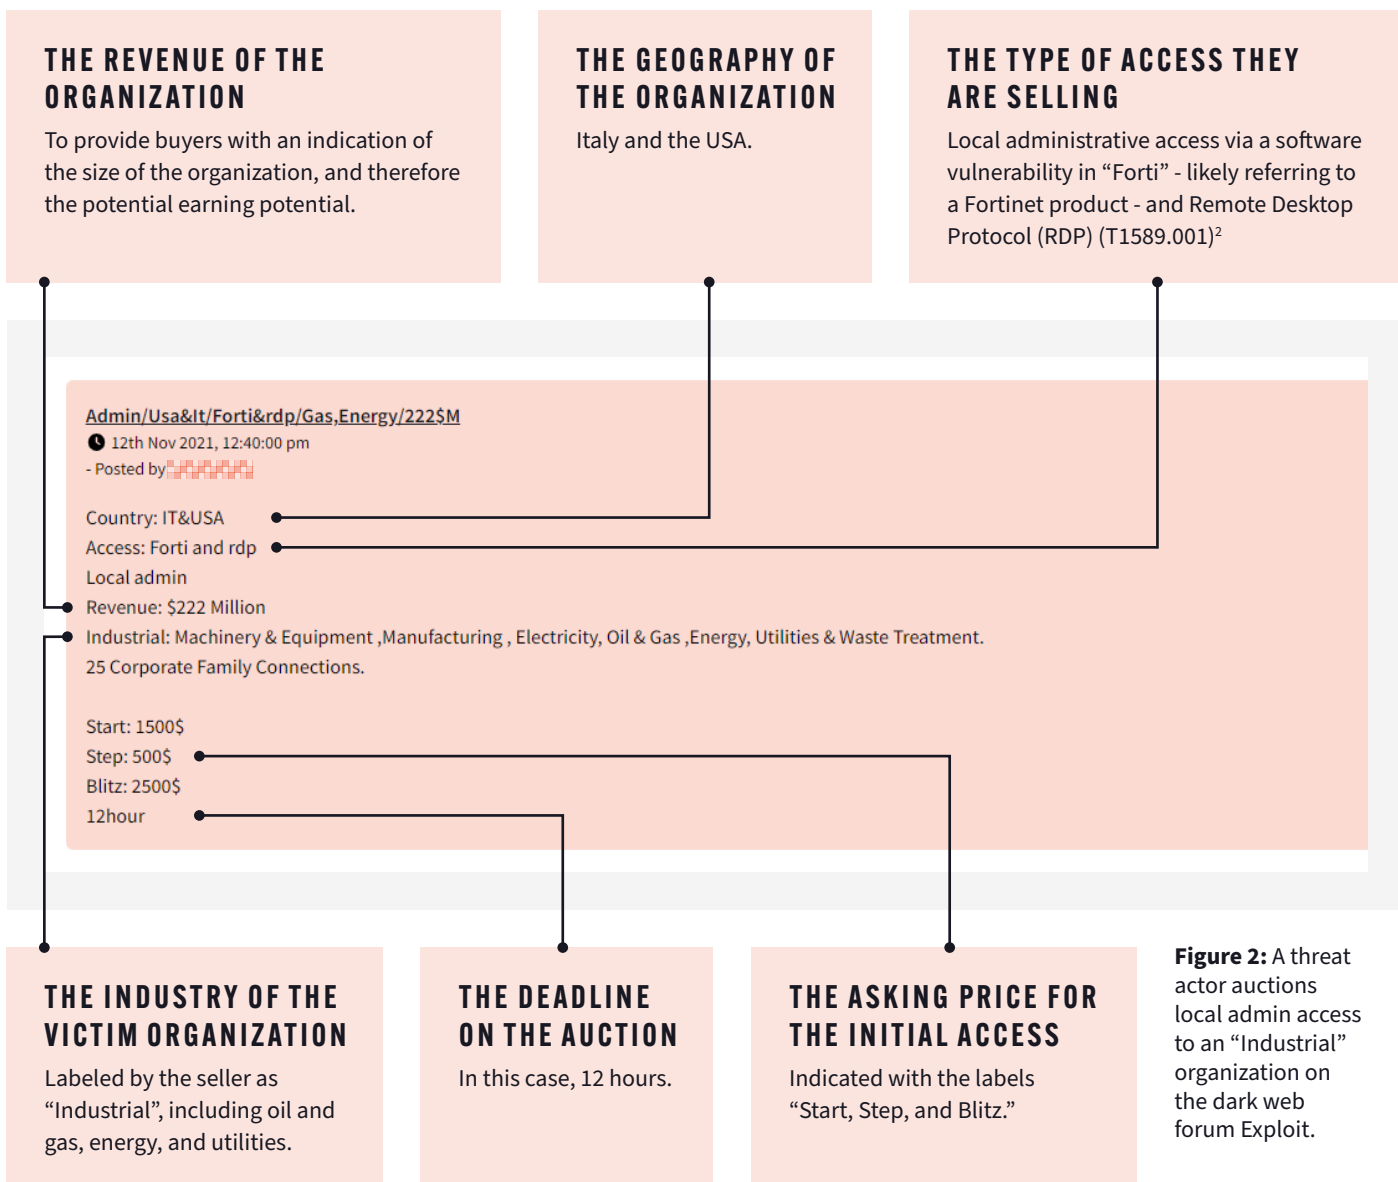 THE REVENUE OF THE
ORGANIZATION
To provide buyers with an indication of
the size of the organization, and therefore
the potential earning potential.
THE GEOGRAPHY OF
THE ORGANIZATION
Italy and the USA.
THE TYPE OF ACCESS THEY
ARE SELLING
Local administrative access via a software
vulnerability in “Forti” - likely referring to
a Fortinet product - and Remote Desktop
Protocol (RDP) (T1589.001)²
Admin/Usa&It/Forti&rdp/Gas,Energy/222$M
12th Nov 2021, 12:40:00 pm
- Posted by
Country: IT&USA
Access: Forti and rdp
Local admin
Revenue: $222 Million
Industrial: Machinery & Equipment ,Manufacturing , Electricity, Oil & Gas ,Energy, Utilities & Waste Treatment.
25 Corporate Family Connections.
Start: 1500$
Step: 500$
Blitz: 2500$
12hour
THE INDUSTRY OF THE
VICTIM ORGANIZATION
Labeled by the seller as
“Industrial”, including oil and
gas, energy, and utilities.
THE DEADLINE
ON THE AUCTION
In this case, 12 hours.
THE ASKING PRICE FOR
THE INITIAL ACCESS
Indicated with the labels
“Start, Step, and Blitz.”
Figure 2: A threat
actor auctions
local admin access
to an “Industrial”
organization on
the dark web
forum Exploit.